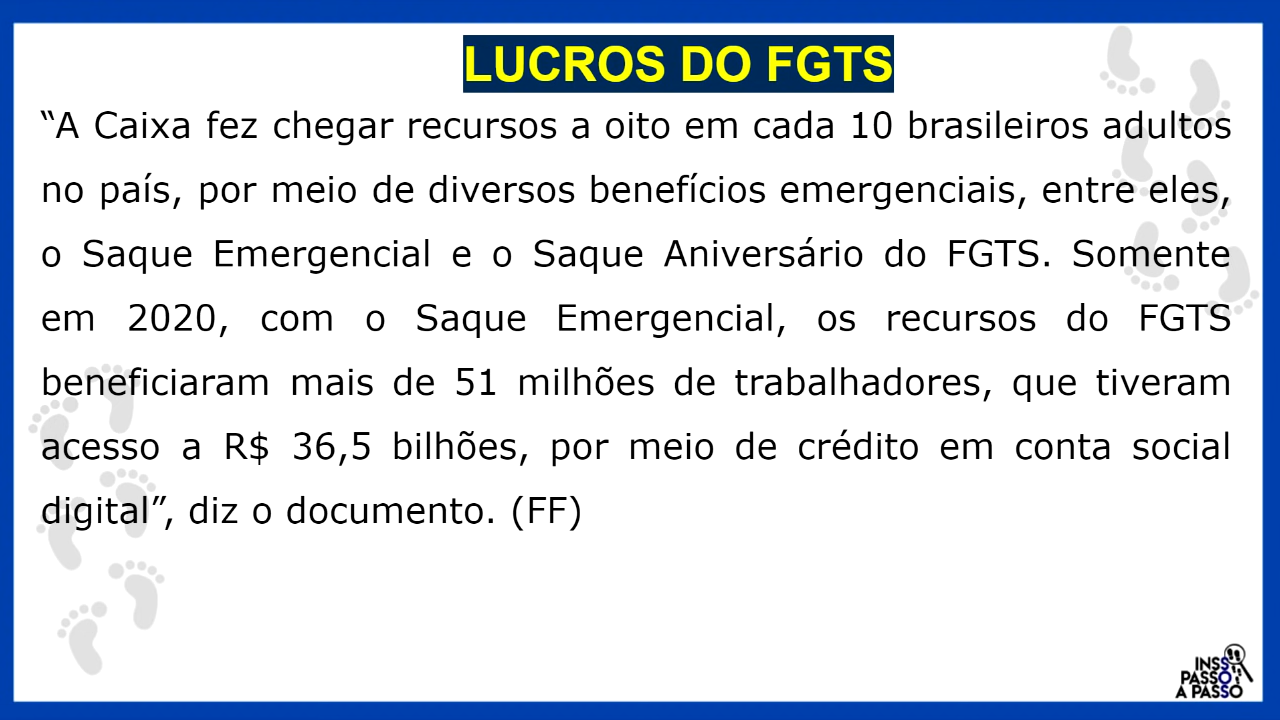 LUCROS DO FGTS
“A Caixa fez chegar recursos a oito em cada 10 brasileiros adultos
no país, por meio de diversos benefícios emergenciais, entre eles,
o Saque Emergencial e o Saque Aniversário do FGTS. Somente
em 2020, com o Saque Emergencial, os recursos do FGTS
beneficiaram mais de 51 milhões de trabalhadores, que tiveram
acesso a R$ 36,5 bilhões, por meio de crédito em conta social
digital”, diz o documento. (FF)
INSS
PASSO
A PASSO